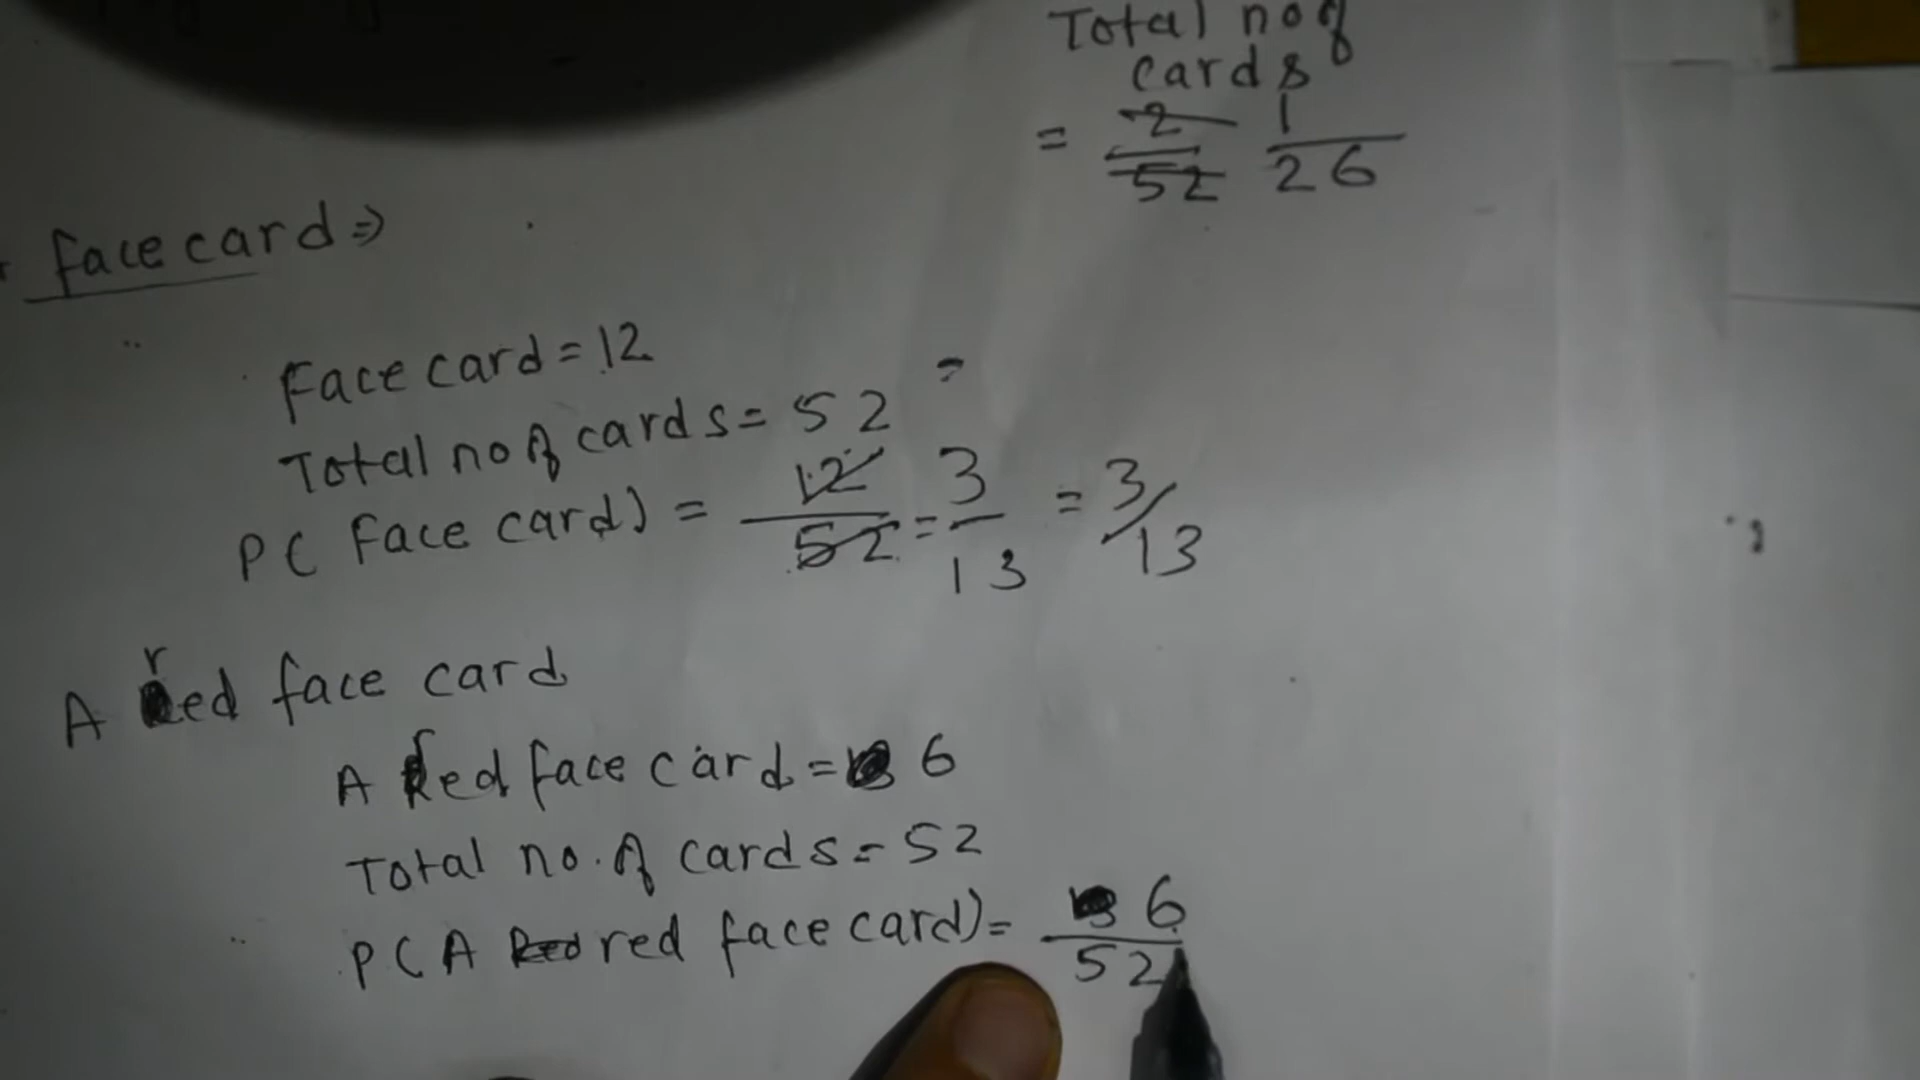 Total no of
cards
= 2/52 1/26
face card ⇒
Face card = 12
Total no of cards = 52
P( Face card) = 12/52 = 3/13 = 3/13
A red face card
A red face card = 6
Total no. of cards = 52
P(A red face card) = 6/52